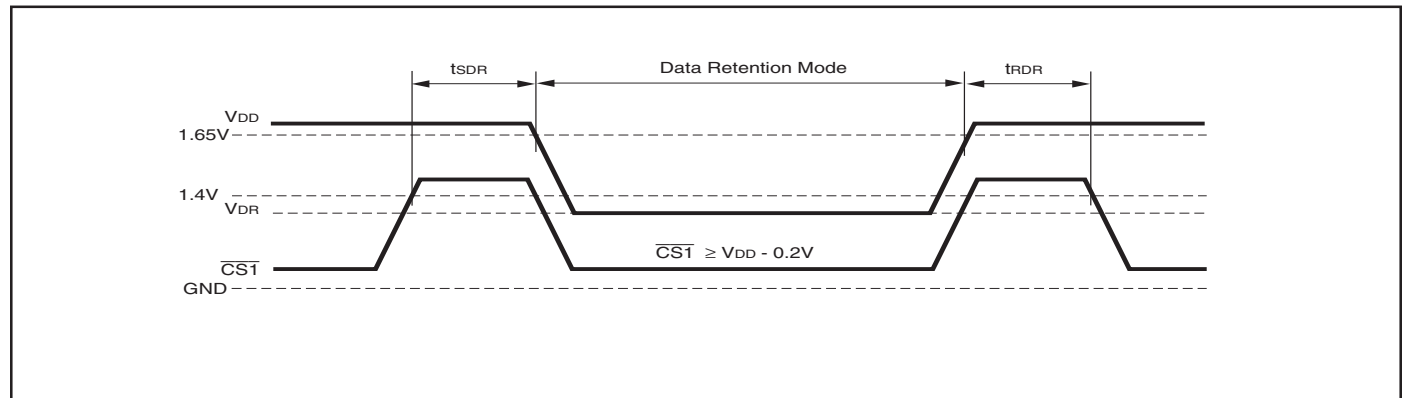 tSDR Data Retention Mode tRDR
VDD
1.65V
1.4V
VDR
CS1 ≥ VDD - 0.2V
CS1
GND